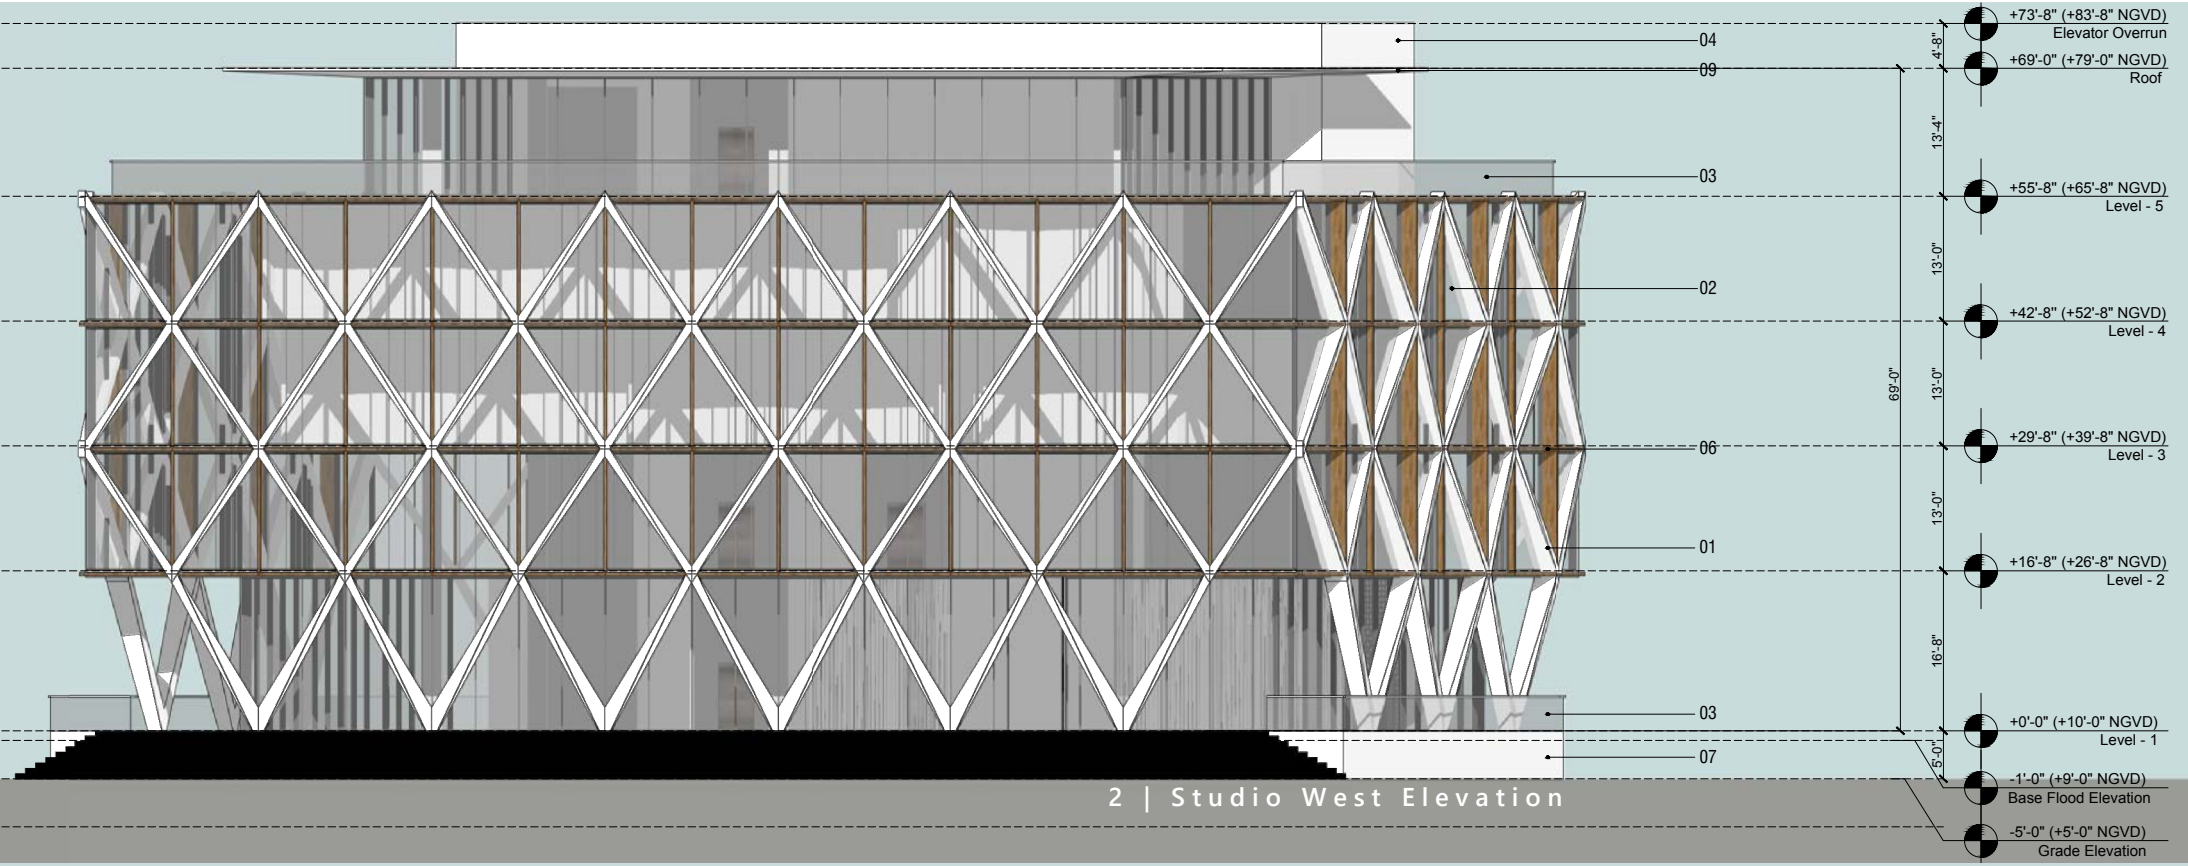 +73'-8" (+83'-8" NGVD)
Elevator Overrun
04
4'-8"
+69'-0" (+79'-0" NGVD)
Roof
09
13'-4"
03
+55'-8" (+65'-8" NGVD)
Level - 5
13'-0"
02
+42'-8" (+52'-8" NGVD)
Level - 4
69'-0"
13'-0"
06
+29'-8" (+39'-8" NGVD)
Level - 3
13'-0"
01
+16'-8" (+26'-8" NGVD)
Level - 2
16'-8"
03
+0'-0" (+10'-0" NGVD)
Level - 1
07
5'-0"
-1'-0" (+9'-0" NGVD)
Base Flood Elevation
2 | Studio West Elevation
-5'-0" (+5'-0" NGVD)
Grade Elevation